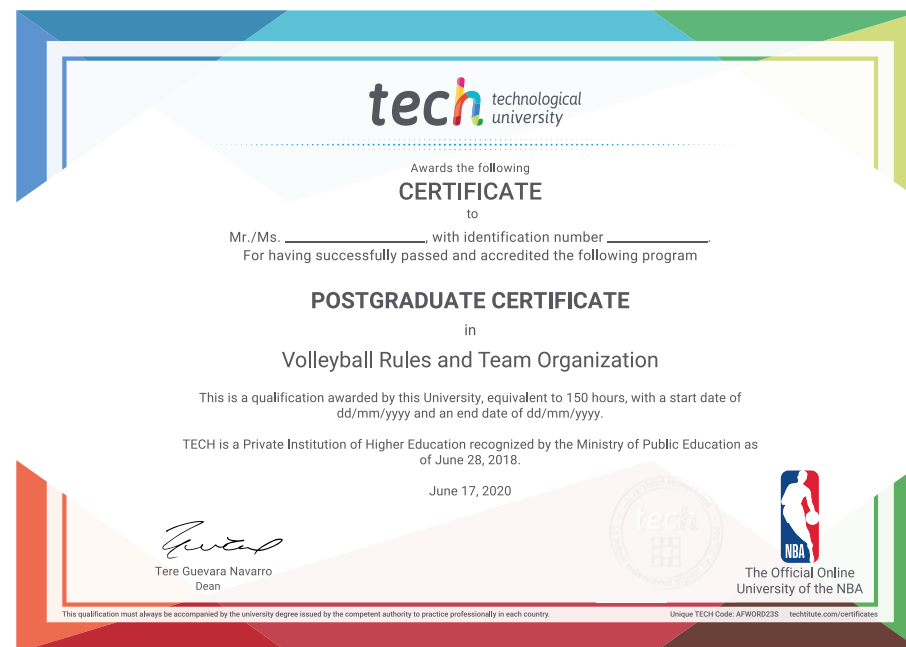 tech technological
university
Awards the following
CERTIFICATE
to
Mr./Ms. ____________________, with identification number ______________.
For having successfully passed and accredited the following program
POSTGRADUATE CERTIFICATE
in
Volleyball Rules and Team Organization
This is a qualification awarded by this University, equivalent to 150 hours, with a start date of
dd/mm/yyyy and an end date of dd/mm/yyyy.
TECH is a Private Institution of Higher Education recognized by the Ministry of Public Education as
of June 28, 2018.
June 17, 2020
tech
NBA
Tere Guevara Navarro
Dean
The Official Online
University of the NBA
This qualification must always be accompanied by the university degree issued by the competent authority to practice professionally in each country.
Unique TECH Code: AFWORD23S techtitute.com/certificates